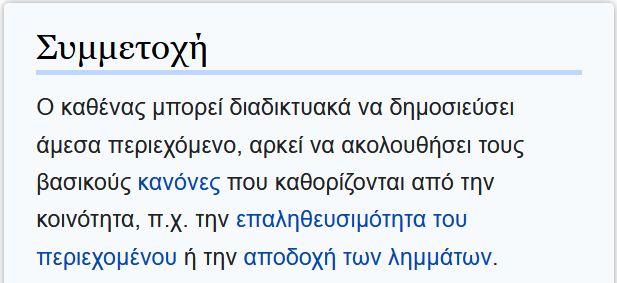 Συμμετοχή
Ο καθένας μπορεί διαδικτυακά να δημοσιεύσει
άμεσα περιεχόμενο, αρκεί να ακολουθήσει τους
βασικούς κανόνες που καθορίζονται από την
κοινότητα, π.χ. την επαληθευσιμότητα του
περιεχομένου ή την αποδοχή των λημμάτων.